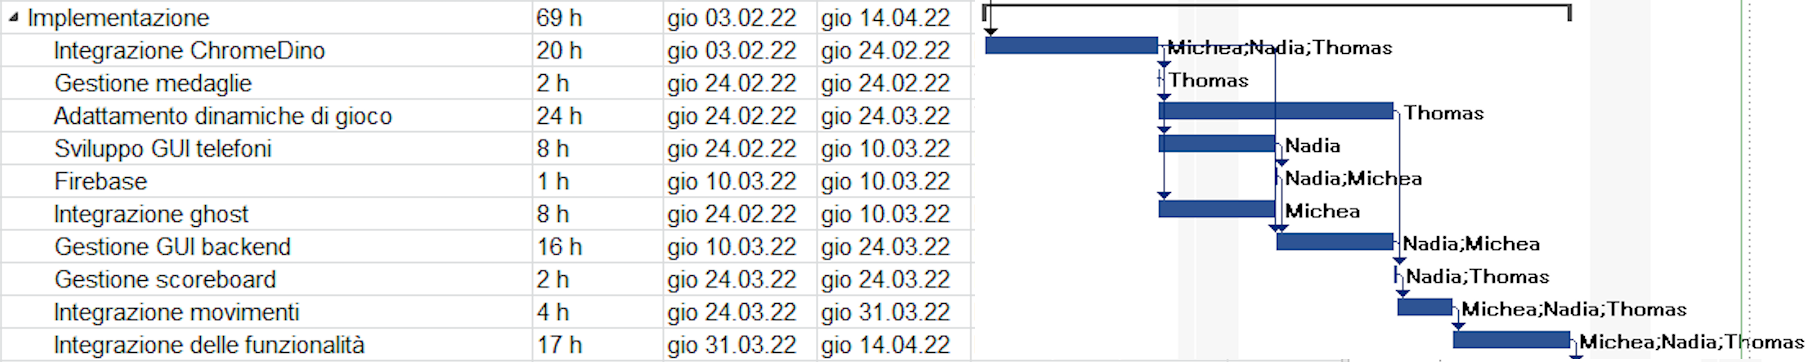 Implementazione 69 h gio 03.02.22 gio 14.04.22
Integrazione ChromeDino 20 h gio 03.02.22 gio 24.02.22 Michea;Nadia;Thomas
Gestione medaglie 2 h gio 24.02.22 gio 24.02.22 Thomas
Adattamento dinamiche di gioco 24 h gio 24.02.22 gio 24.03.22 Thomas
Sviluppo GUI telefoni 8 h gio 24.02.22 gio 10.03.22 Nadia
Firebase 1 h gio 10.03.22 gio 10.03.22 Nadia;Michea
Integrazione ghost 8 h gio 24.02.22 gio 10.03.22 Michea
Gestione GUI backend 16 h gio 10.03.22 gio 24.03.22 Nadia;Michea
Gestione scoreboard 2 h gio 24.03.22 gio 24.03.22 Nadia;Thomas
Integrazione movimenti 4 h gio 24.03.22 gio 31.03.22 Michea;Nadia;Thomas
Integrazione delle funzionalità 17 h gio 31.03.22 gio 14.04.22 Michea;Nadia;Thomas